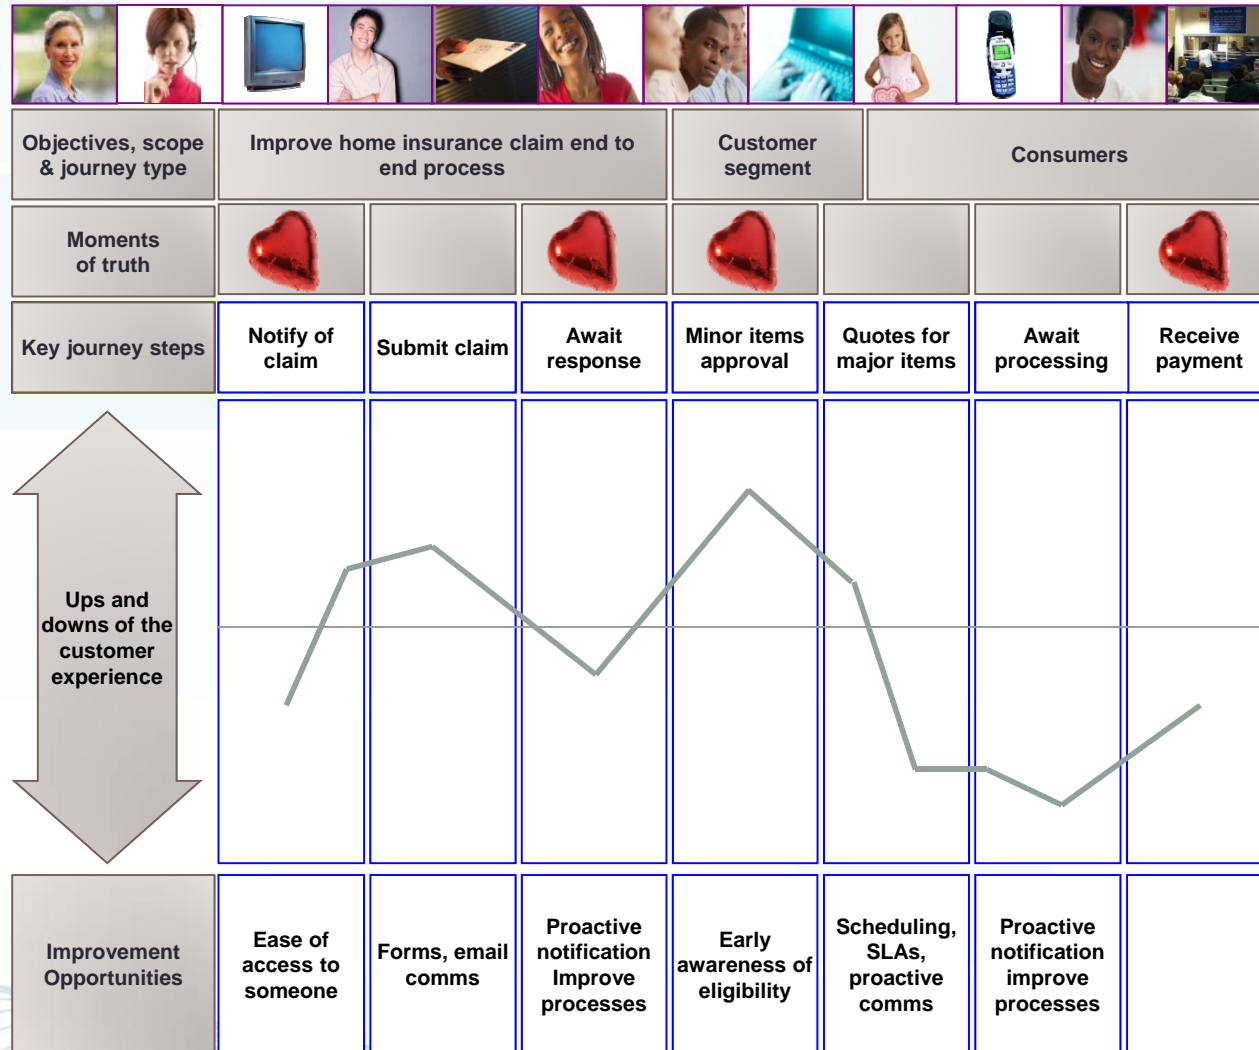 Objectives, scope
& journey type
Improve home insurance claim end to
end process
Customer
segment
Consumers
Moments
of truth
Key journey steps
Notify of
claim
Submit claim
Await
response
Minor items
approval
Quotes for
major items
Await
processing
Receive
payment
Ups and
downs of the
customer
experience
Improvement
Opportunities
Ease of
access to
someone
Forms, email
comms
Proactive
notification
Improve
processes
Early
awareness of
eligibility
Scheduling,
SLAs,
proactive
comms
Proactive
notification
improve
processes